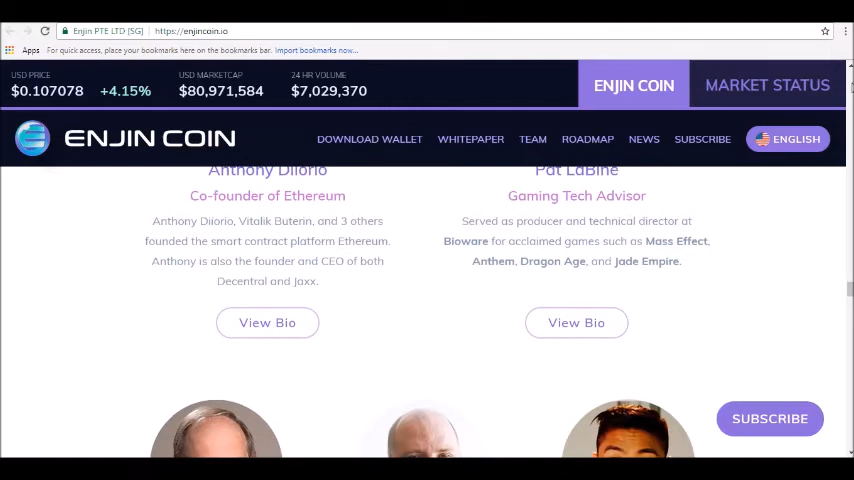 Enjin PTE LTD [SG] https://enjincoin.io
Apps For quick access, place your bookmarks here on the bookmarks bar. Import bookmarks now...
USD PRICE USD MARKETCAP 24 HR VOLUME
$0.107078 +4.15% $80,971,584 $7,029,370
ENJIN COIN MARKET STATUS
ENJIN COIN DOWNLOAD WALLET WHITEPAPER TEAM ROADMAP NEWS SUBSCRIBE ENGLISH
Anthony Diiorio
Co-founder of Ethereum
Anthony Diiorio, Vitalik Buterin, and 3 others
founded the smart contract platform Ethereum.
Anthony is also the founder and CEO of both
Decentral and Jaxx.
View Bio
Pat LaBine
Gaming Tech Advisor
Served as producer and technical director at
Bioware for acclaimed games such as Mass Effect,
Anthem, Dragon Age, and Jade Empire.
View Bio
SUBSCRIBE